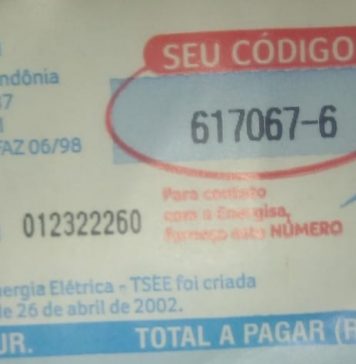 SEU CÓDIGO
ndônia
37
FAZ 06/98
617067-6
Para contato
com a Energisa,
forneça este NÚMERO
012322260
nergia Elétrica - TSEE foi criada
de 26 de abril de 2002.
UR.
TOTAL A PAGAR (R